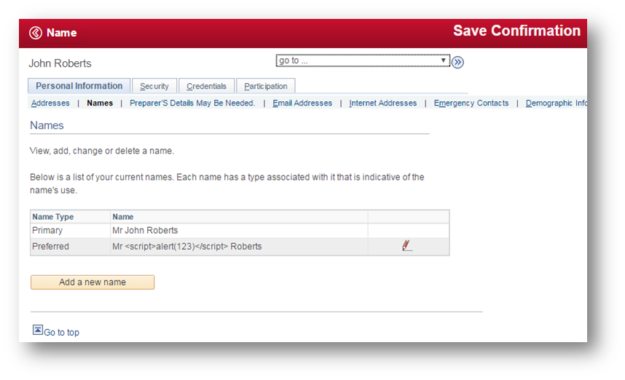 Name
Save Confirmation
John Roberts
go to ...
Personal Information Security Credentials Participation
Addresses | Names | Preparer'S Details May Be Needed. | Email Addresses | Internet Addresses | Emergency Contacts | Demographic Info
Names
View, add, change or delete a name.
Below is a list of your current names. Each name has a type associated with it that is indicative of the
name's use.
Name Type Name
Primary Mr John Roberts
Preferred Mr <script>alert(123)</script> Roberts
Add a new name
Go to top